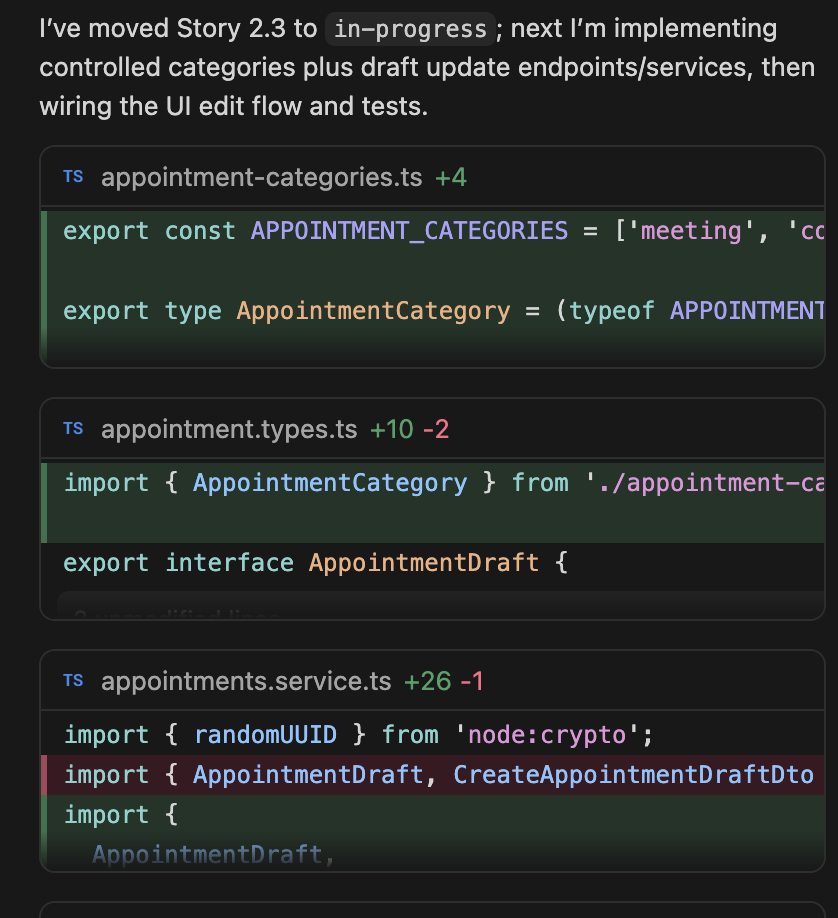 I’ve moved Story 2.3 to in-progress; next I’m implementing
controlled categories plus draft update endpoints/services, then
wiring the UI edit flow and tests.
TS appointment-categories.ts +4
export const APPOINTMENT_CATEGORIES = ['meeting', 'co
export type AppointmentCategory = (typeof APPOINTMENT
TS appointment.types.ts +10 -2
import { AppointmentCategory } from './appointment-ca
export interface AppointmentDraft {
unmodified lines
TS appointments.service.ts +26 -1
import { randomUUID } from 'node:crypto';
import { AppointmentDraft, CreateAppointmentDraftDto
import {
AppointmentDraft,